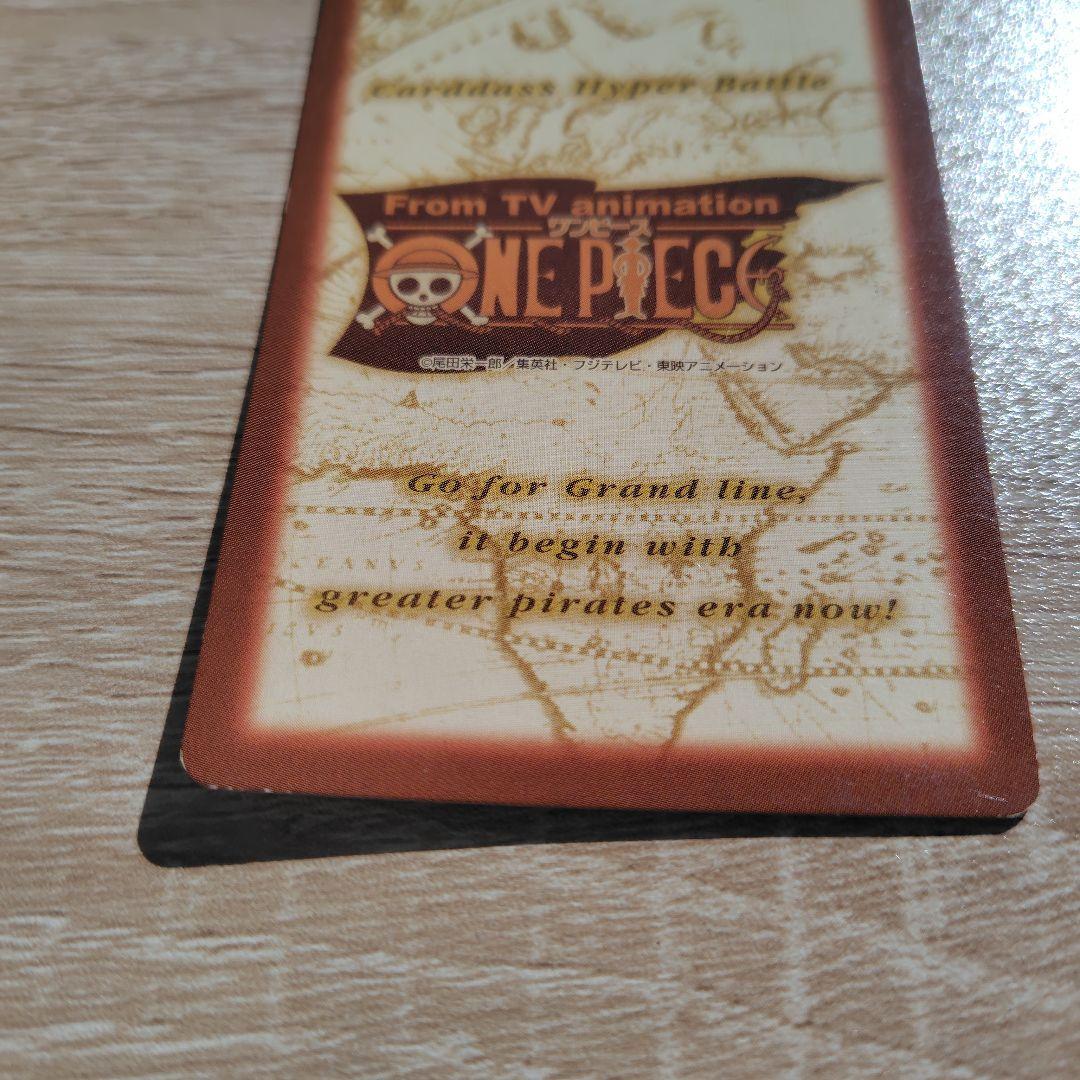 Carddass Hyper Battle
From TV animation
ワンピース
ONE PIECE
©尾田栄一郎/集英社・フジテレビ・東映アニメーション
Go for Grand line,
it begin with
greater pirates era now!